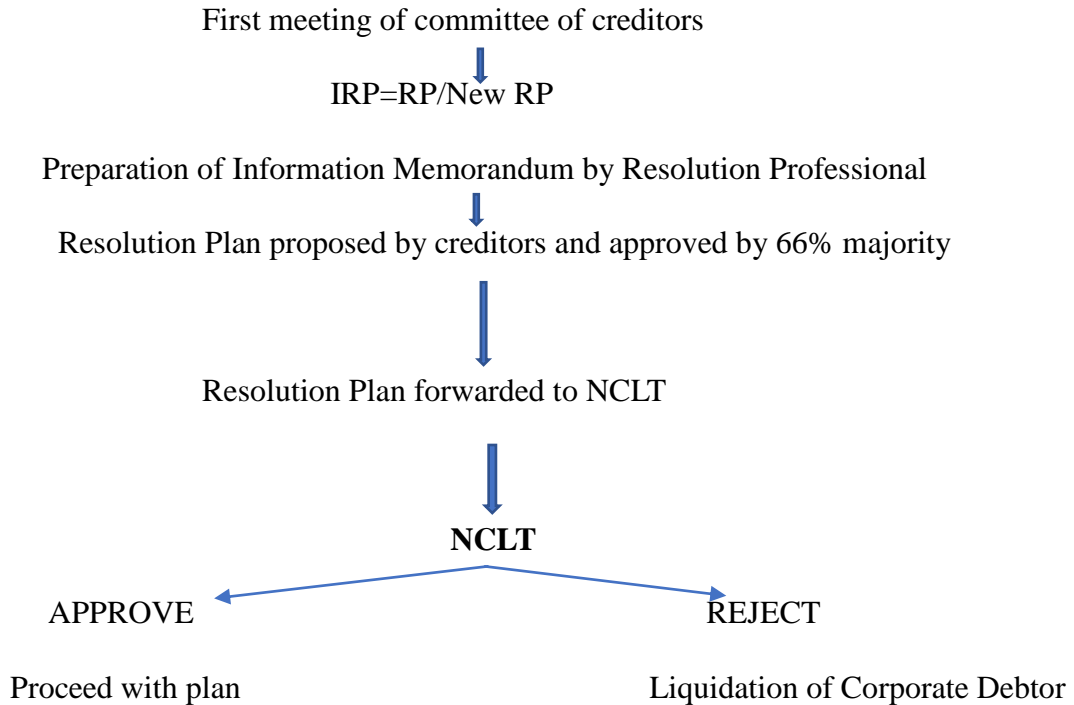 First meeting of committee of creditors
IRP=RP/New RP
Preparation of Information Memorandum by Resolution Professional
Resolution Plan proposed by creditors and approved by 66% majority
Resolution Plan forwarded to NCLT
NCLT
APPROVE REJECT
Proceed with plan Liquidation of Corporate Debtor